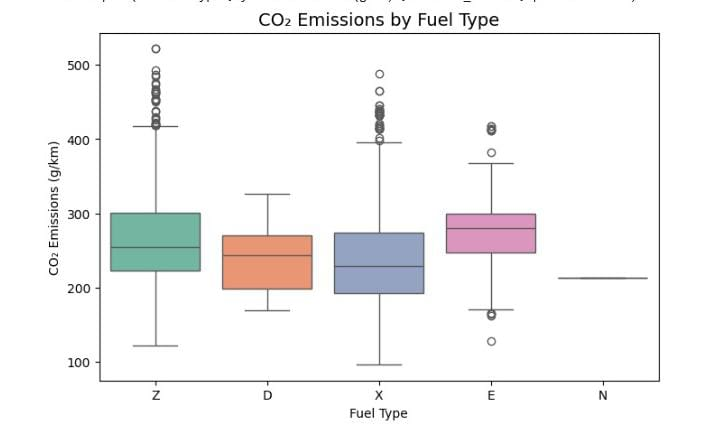 CO₂ Emissions by Fuel Type
CO₂ Emissions (g/km)
500
400
300
200
100
Z D X E N
Fuel Type